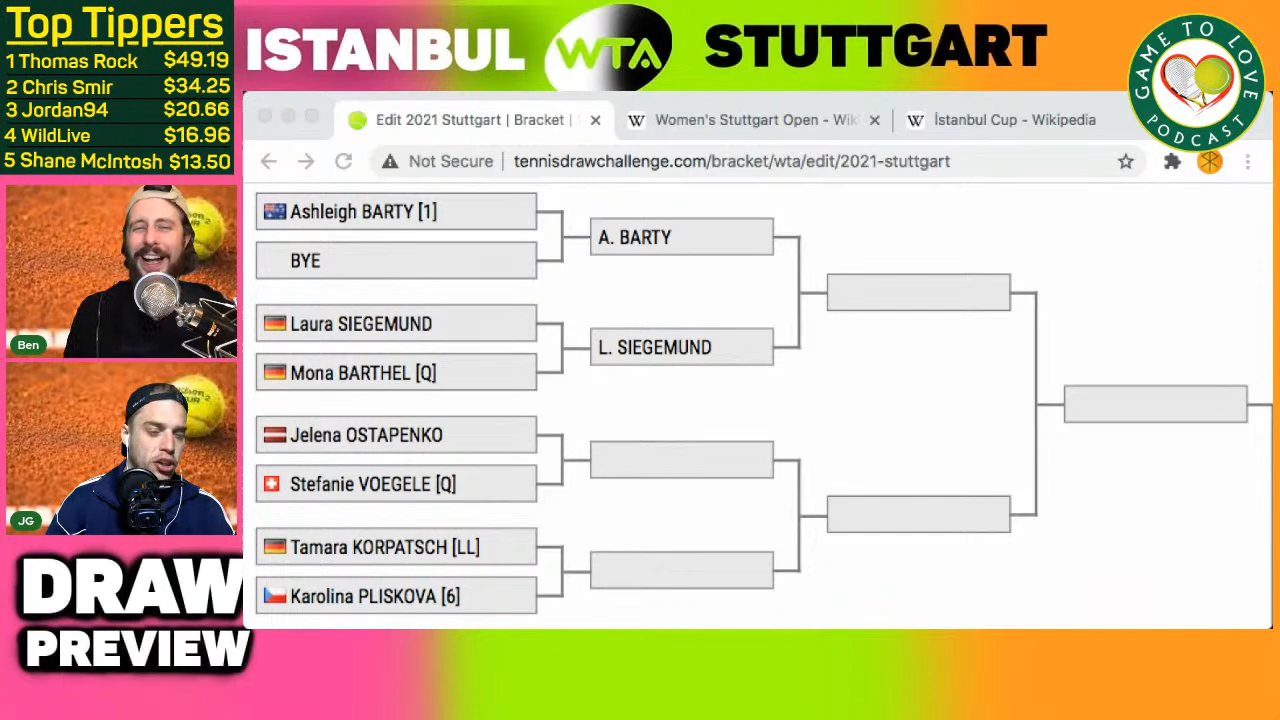 Top Tippers
1 Thomas Rock $49.19
2 Chris Smir $34.25
3 Jordan94 $20.66
4 WildLive $16.96
5 Shane McIntosh $13.50
ISTANBUL WTA STUTTGART
GAME TO LOVE PODCAST
Edit 2021 Stuttgart | Bracket |
Women's Stuttgart Open - Wik
İstanbul Cup - Wikipedia
Not Secure | tennisdrawchallenge.com/bracket/wta/edit/2021-stuttgart
Ashleigh BARTY [1]
BYE
A. BARTY
Laura SIEGEMUND
Mona BARTHEL [Q]
L. SIEGEMUND
Jelena OSTAPENKO
Stefanie VOEGELE [Q]
Tamara KORPATSCH [LL]
Karolina PLISKOVA [6]
Ben
JG
DRAW
PREVIEW